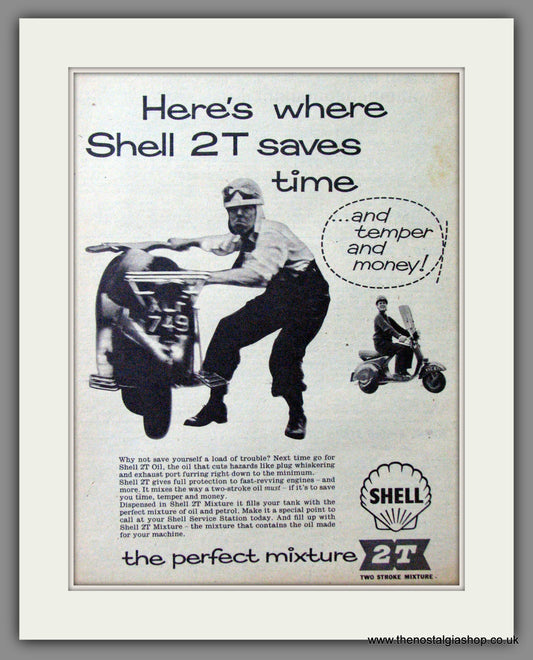 Here's where
Shell 2T saves
time
...and
temper
and
money!
749
Why not save yourself a load of trouble? Next time go for
Shell 2T Oil, the oil that cuts hazards like plug whiskering
and exhaust port furring right down to the minimum.
Shell 2T gives full protection to fast-revving engines – and
more. It mixes the way a two-stroke oil must – if it's to save
you time, temper and money.
Dispensed in Shell 2T Mixture it fills your tank with the
perfect mixture of oil and petrol. Make it a special point to
call at your Shell Service Station today. And fill up with
Shell 2T Mixture – the mixture that contains the oil made
for your machine.
SHELL
the perfect mixture 2T
TWO STROKE MIXTURE
www.thenostalgiashop.co.uk